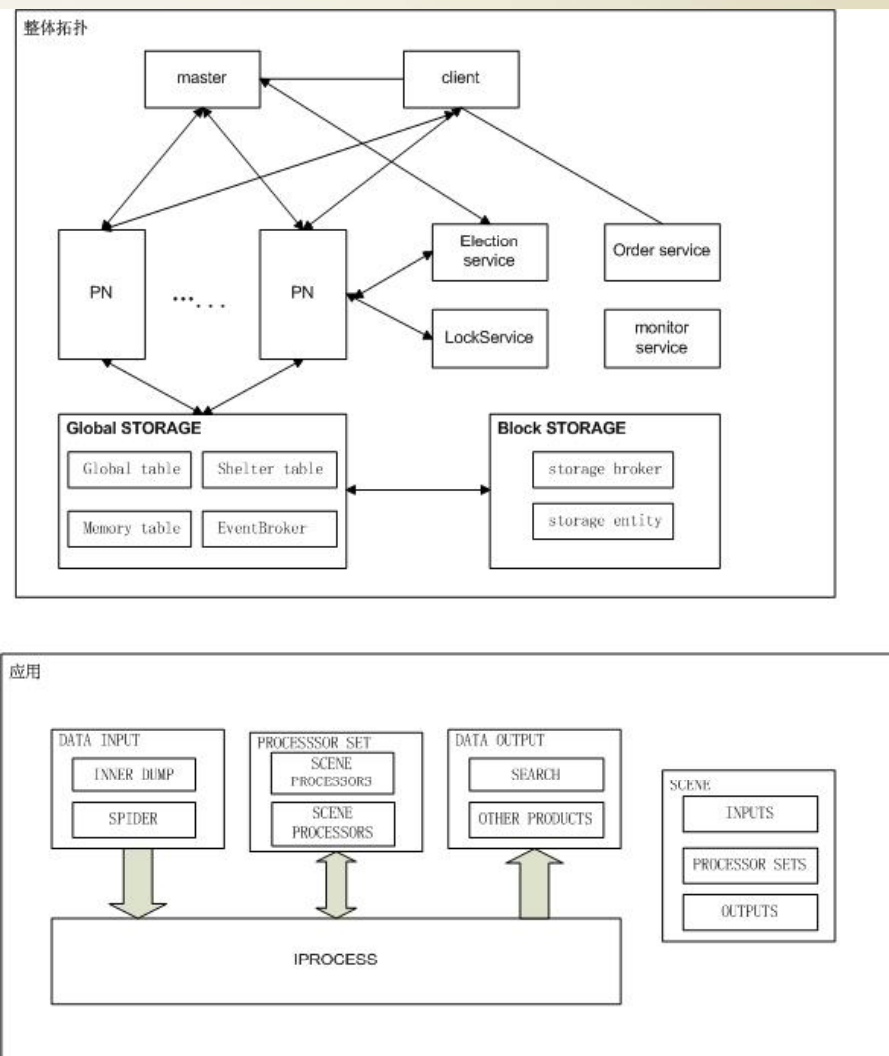 整体拓扑
master
client
PN
...
PN
Election
service
Order service
LockService
monitor
service
Global STORAGE
Global table
Shelter table
Memory table
EventBroker
Block STORAGE
storage broker
storage entity
应用
DATA INPUT
INNER DUMP
SPIDER
PROCESSSOR SET
SCENE
PROCESSORS
SCENE
PROCESSORS
DATA OUTPUT
SEARCH
OTHER PRODUCTS
SCENE
INPUTS
PROCESSOR SETS
OUTPUTS
IPROCESS